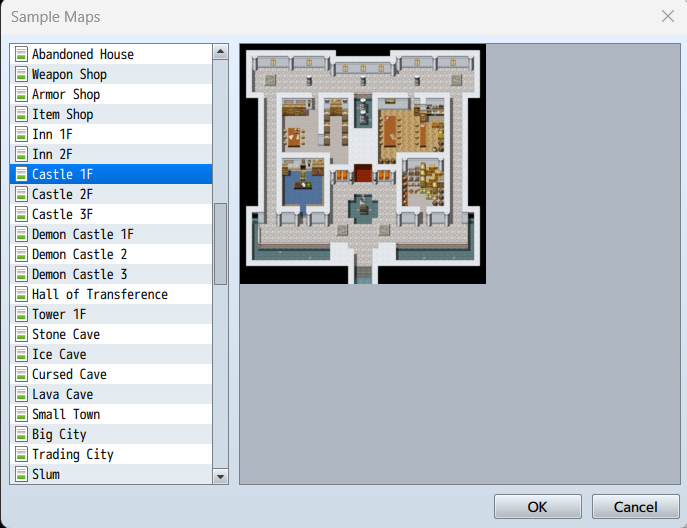 Sample Maps
Abandoned House
Weapon Shop
Armor Shop
Item Shop
Inn 1F
Inn 2F
Castle 1F
Castle 2F
Castle 3F
Demon Castle 1F
Demon Castle 2
Demon Castle 3
Hall of Transference
Tower 1F
Stone Cave
Ice Cave
Cursed Cave
Lava Cave
Small Town
Big City
Trading City
Slum
OK
Cancel